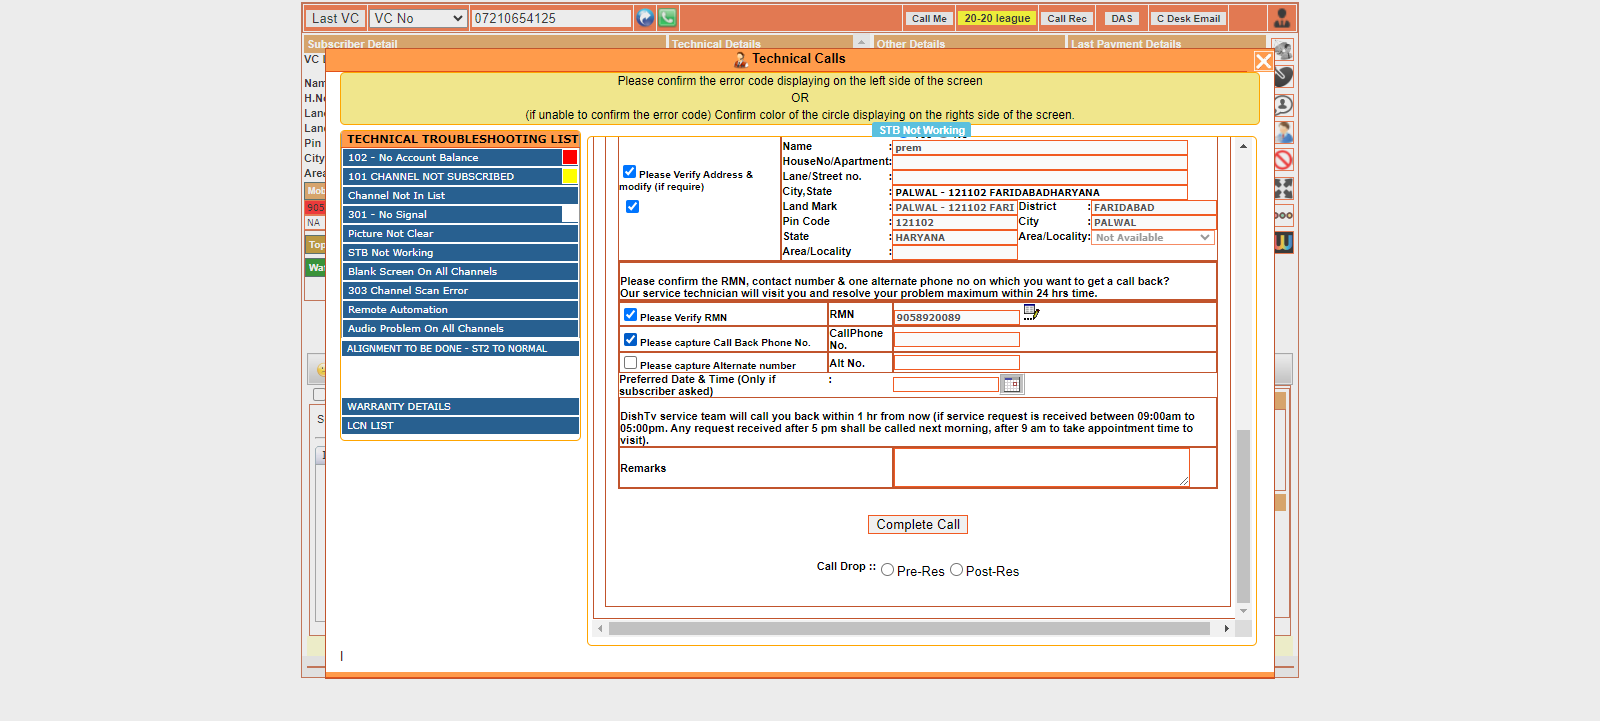 Last VC VC No 07210654125 Call Me 20-20 league Call Rec DAS C Desk Email
Subscriber Detail Technical Details Other Details Last Payment Details
Technical Calls
Please confirm the error code displaying on the left side of the screen
OR
(if unable to confirm the error code) Confirm color of the circle displaying on the rights side of the screen.
STB Not Working
TECHNICAL TROUBLESHOOTING LIST
102 - No Account Balance
101 CHANNEL NOT SUBSCRIBED
Channel Not In List
301 - No Signal
Picture Not Clear
STB Not Working
Blank Screen On All Channels
303 Channel Scan Error
Remote Automation
Audio Problem On All Channels
ALIGNMENT TO BE DONE - ST2 TO NORMAL
WARRANTY DETAILS
LCN LIST
Please Verify Address &
modify (if require)
Name : prem
HouseNo/Apartment:
Lane/Street no. :
City,State : PALWAL - 121102 FARIDABADHARYANA
Land Mark : PALWAL - 121102 FARI District : FARIDABAD
Pin Code : 121102 City : PALWAL
State : HARYANA Area/Locality: Not Available
Area/Locality :
Please confirm the RMN, contact number & one alternate phone no on which you want to get a call back?
Our service technician will visit you and resolve your problem maximum within 24 hrs time.
Please Verify RMN RMN 9058920089
Please capture Call Back Phone No. CallPhone
No.
Please capture Alternate number Alt No.
Preferred Date & Time (Only if :
subscriber asked)
DishTv service team will call you back within 1 hr from now (if service request is received between 09:00am to
05:00pm. Any request received after 5 pm shall be called next morning, after 9 am to take appointment time to
visit).
Remarks
Complete Call
Call Drop :: Pre-Res Post-Res